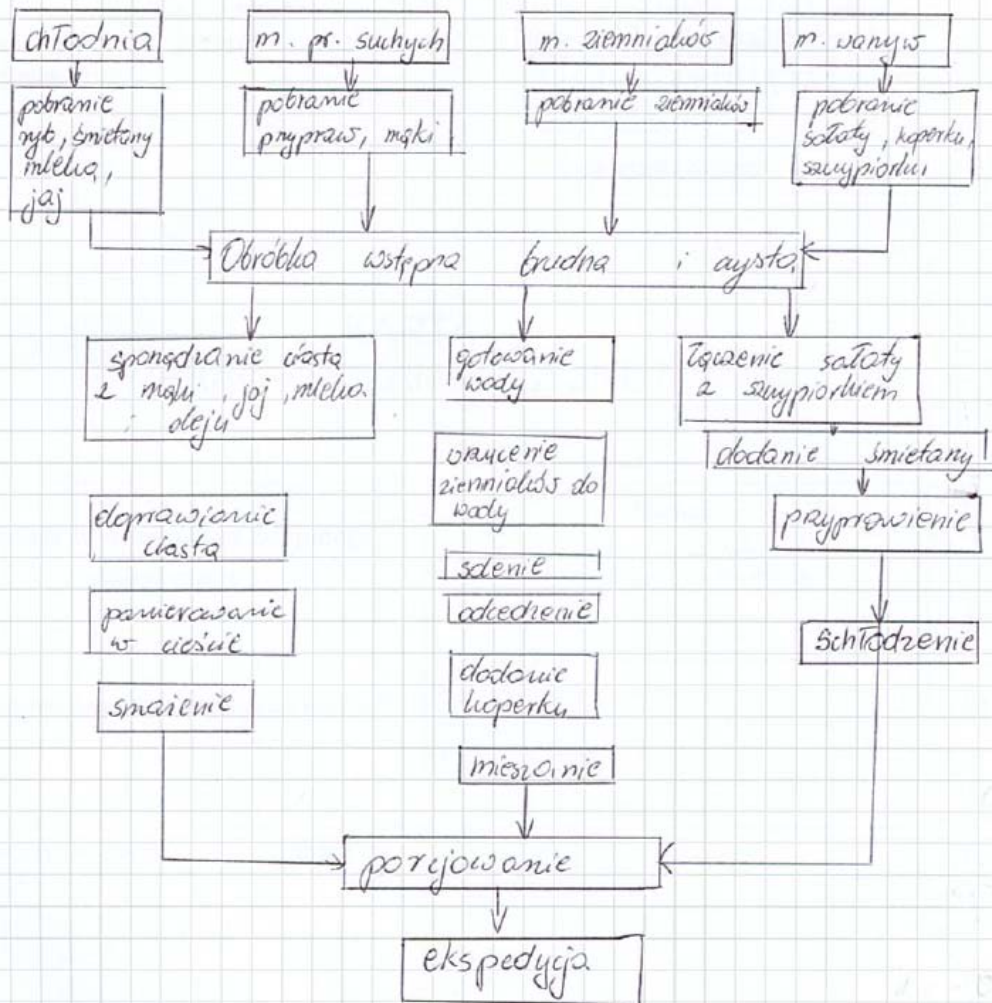 chłodnia
m. pr. suchych
m. ziemniaków
m. warzyw
pobranie
ryb, śmietany
mleka,
jaj
pobranie
przypraw, mąki
pobranie ziemniaków
pobranie
sałaty, koperku,
szczypiorku
Obróbka wstępna brudna i czysta
sporządzanie ciasta
z mąki, jaj, mleka
i oleju
gotowanie
wody
łączenie sałaty
z szczypiorkiem
dodanie śmietany
wrzucenie
ziemniaków do
wody
przyprawienie
doprawianie
ciasta
solenie
odcedzenie
panierowanie
w cieście
schłodzenie
dodanie
koperku
smażenie
mieszanie
porcjowanie
ekspedycja